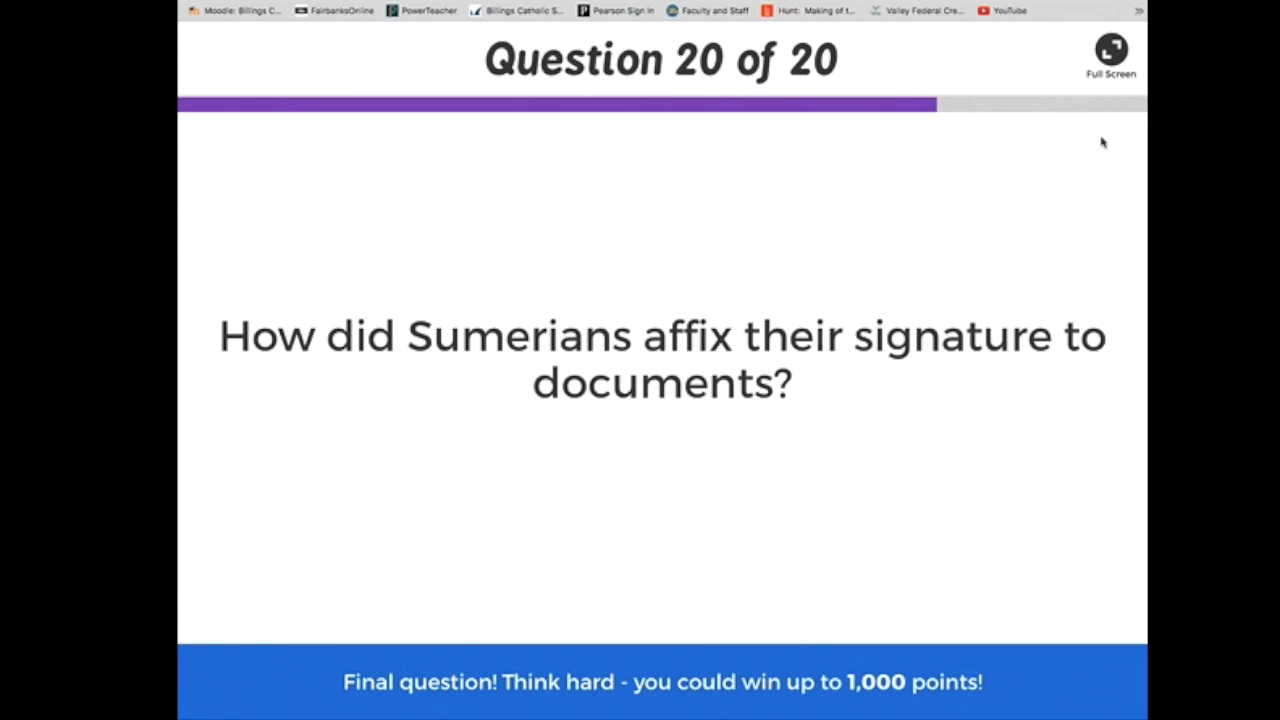 Moodle: Billings C... FairbanksOnline PowerTeacher Billings Catholic S... Pearson Sign In Faculty and Staff Hunt: Making of t... Valley Federal Cre... YouTube »
Question 20 of 20
Full Screen
How did Sumerians affix their signature to
documents?
Final question! Think hard - you could win up to 1,000 points!